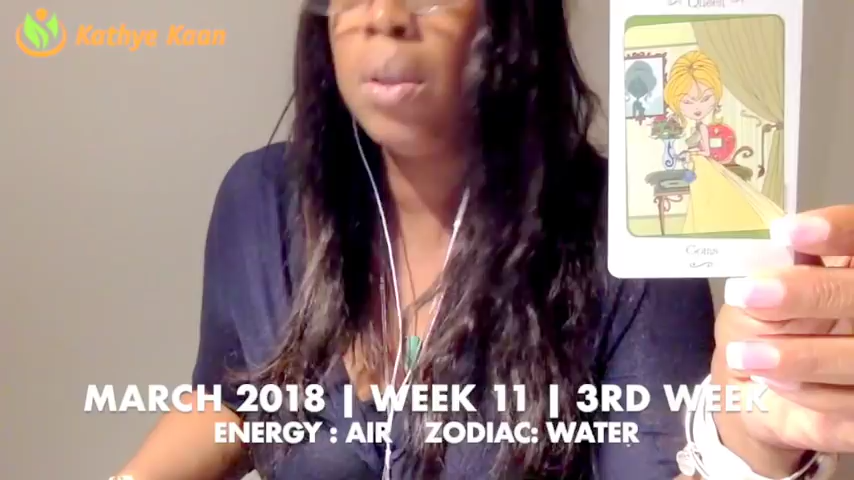 Kathye Kaan
Queen
Coins
MARCH 2018 | WEEK 11 | 3RD WEEK
ENERGY : AIR ZODIAC: WATER